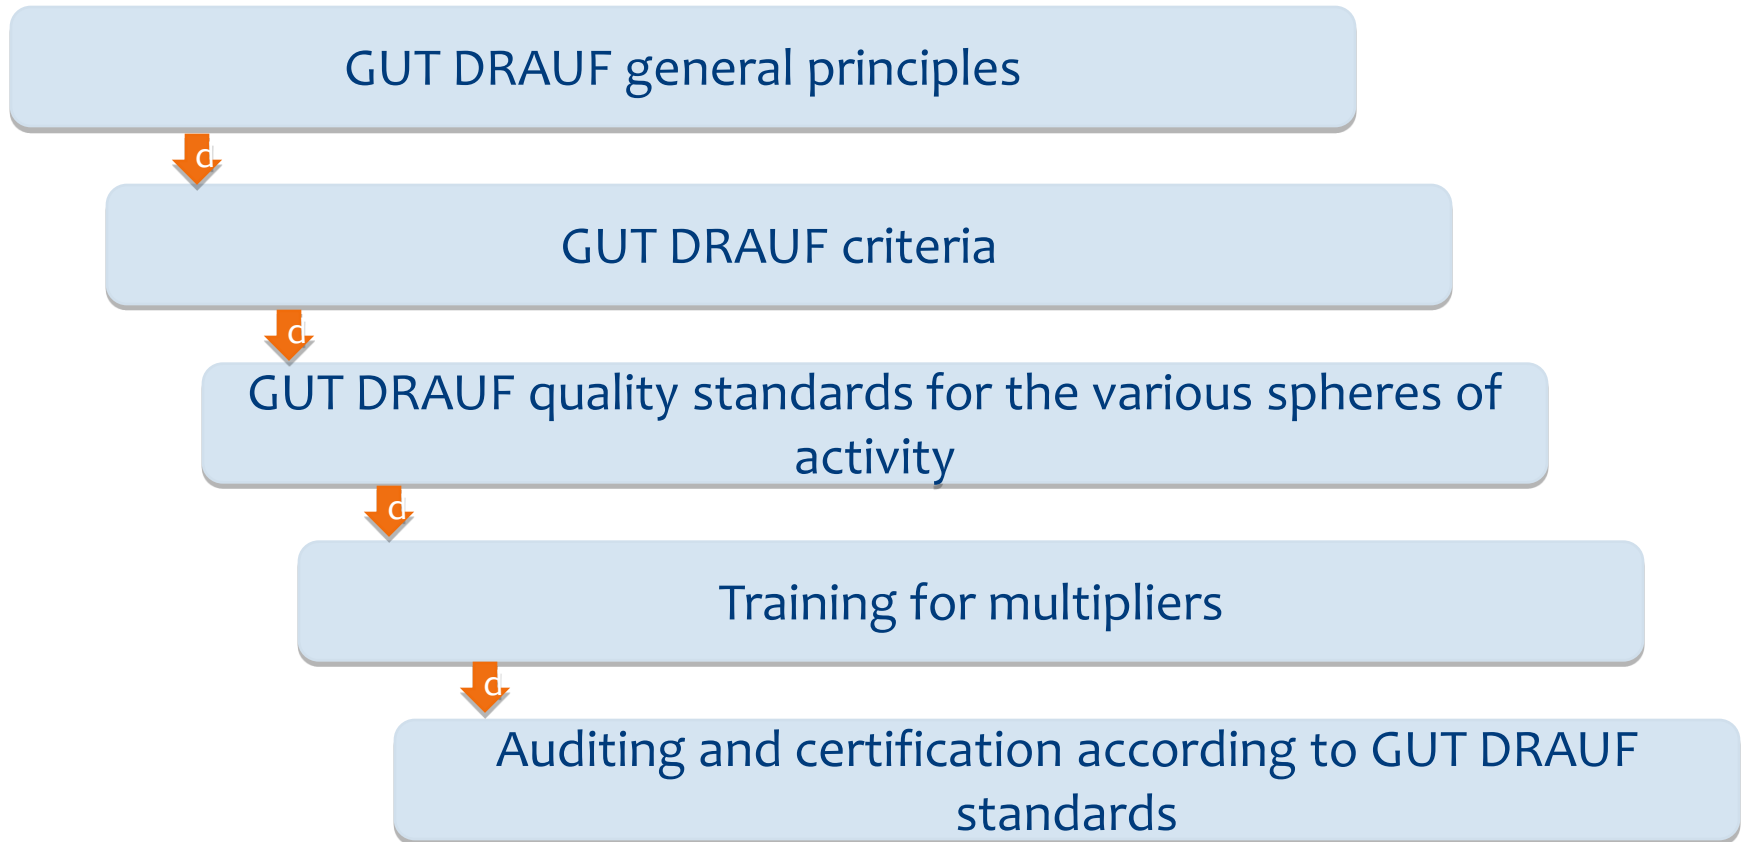 GUT DRAUF general principles
d
GUT DRAUF criteria
d
GUT DRAUF quality standards for the various spheres of
activity
d
Training for multipliers
d
Auditing and certification according to GUT DRAUF
standards